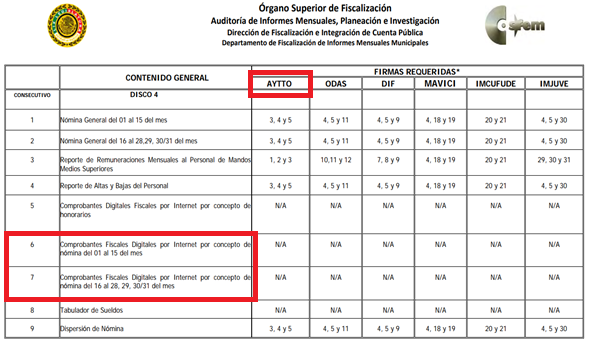 Órgano Superior de Fiscalización
Auditoría de Informes Mensuales, Planeación e Investigación
Dirección de Fiscalización e Integración de Cuenta Pública
Departamento de Fiscalización de Informes Mensuales Municipales
osfem
CONTENIDO GENERAL FIRMAS REQUERIDAS*
AYTTO ODAS DIF MAVICI IMCUFUDE IMJUVE
CONSECUTIVO DISCO 4
1 Nómina General del 01 al 15 del mes 3, 4 y 5 4, 5 y 11 4, 5 y 9 4, 18 y 19 20 y 21 4, 5 y 30
2 Nómina General del 16 al 28,29, 30/31 del mes 3, 4 y 5 4, 5 y 11 4, 5 y 9 4, 18 y 19 20 y 21 4, 5 y 30
3 Reporte de Remuneraciones Mensuales al Personal de Mandos 1, 2 y 3 10,11 y 12 7, 8 y 9 4, 18 y 19 20 y 21 29, 30 y 31
Medios Superiores
4 Reporte de Altas y Bajas del Personal 3, 4 y 5 4, 5 y 11 4, 5 y 9 4, 18 y 19 20 y 21 4, 5 y 30
5 Comprobantes Digitales Fiscales por Internet por concepto de N/A N/A N/A N/A N/A N/A
honorarios
6 Comprobantes Fiscales Digitales por Internet por concepto de N/A N/A N/A N/A N/A N/A
nómina del 01 al 15 del mes
7 Comprobantes Fiscales Digitales por Internet por concepto de N/A N/A N/A N/A N/A N/A
nómina del 16 al 28, 29, 30/31 del mes
8 Tabulador de Sueldos N/A N/A N/A N/A N/A N/A
9 Dispersión de Nómina 3, 4 y 5 4, 5 y 11 4, 5 y 9 4, 18 y 19 20 y 21 4, 5 y 30